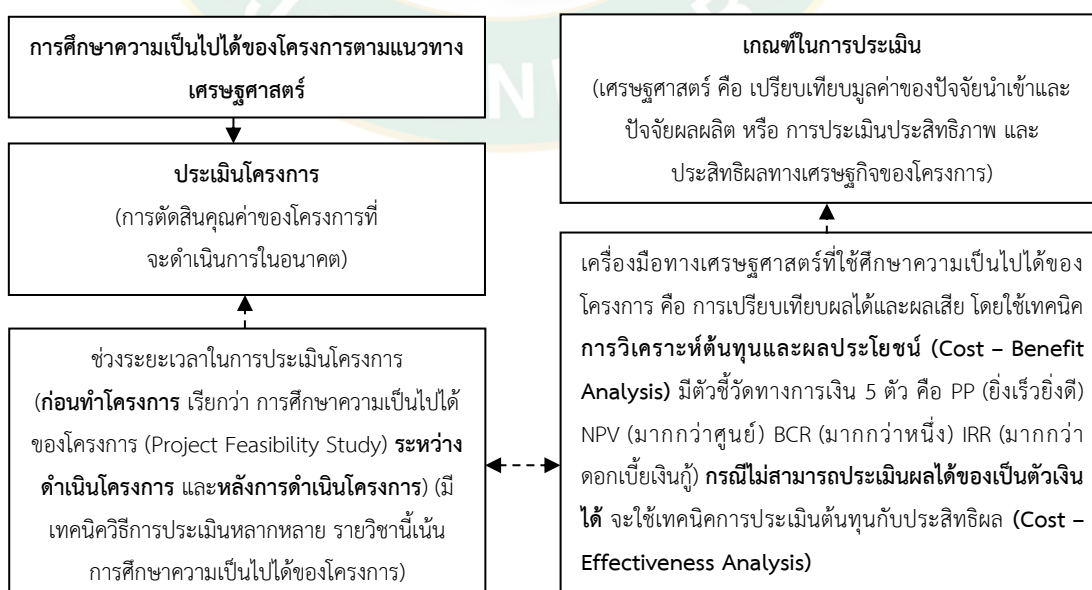 การศึกษาความเป็นไปได้ของโครงการตามแนวทาง
เศรษฐศาสตร์
ประเมินโครงการ
(การตัดสินคุณค่าของโครงการที่
จะดำเนินการในอนาคต)
ช่วงระยะเวลาในการประเมินโครงการ
(ก่อนทำโครงการ เรียกว่า การศึกษาความเป็นไปได้
ของโครงการ (Project Feasibility Study) ระหว่าง
ดำเนินโครงการ และหลังการดำเนินโครงการ) (มี
เทคนิควิธีการประเมินหลากหลาย รายวิชานี้เน้น
การศึกษาความเป็นไปได้ของโครงการ)
เกณฑ์ในการประเมิน
(เศรษฐศาสตร์ คือ เปรียบเทียบมูลค่าของปัจจัยนำเข้าและ
ปัจจัยผลผลิต หรือ การประเมินประสิทธิภาพ และ
ประสิทธิผลทางเศรษฐกิจของโครงการ)
เครื่องมือทางเศรษฐศาสตร์ที่ใช้ศึกษาความเป็นไปได้ของ
โครงการ คือ การเปรียบเทียบผลได้และผลเสีย โดยใช้เทคนิค
การวิเคราะห์ต้นทุนและผลประโยชน์ (Cost – Benefit
Analysis) มีตัวชี้วัดทางการเงิน 5 ตัว คือ PP (ยิ่งเร็วยิ่งดี)
NPV (มากกว่าศูนย์) BCR (มากกว่าหนึ่ง) IRR (มากกว่า
ดอกเบี้ยเงินกู้) กรณีไม่สามารถประเมินผลได้ของเป็นตัวเงิน
ได้ จะใช้เทคนิคการประเมินต้นทุนกับประสิทธิผล (Cost –
Effectiveness Analysis)